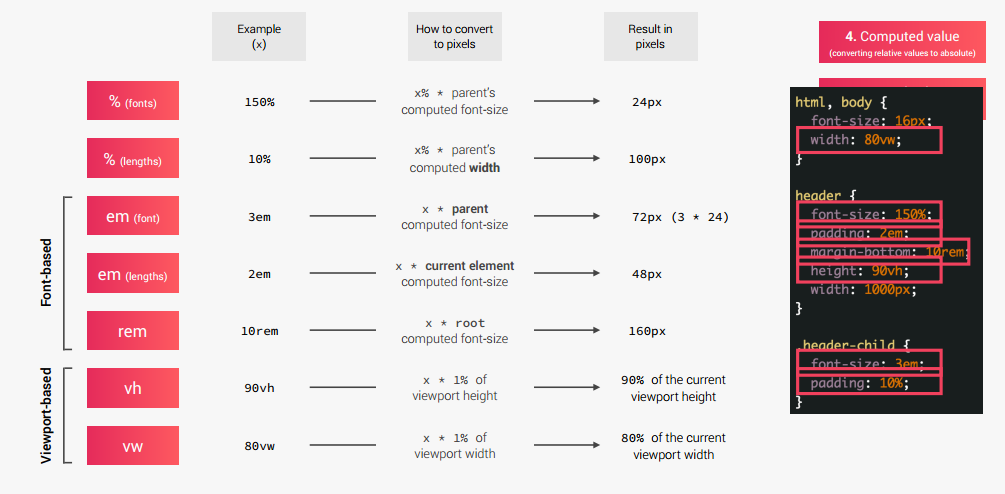 Example
(x)
How to convert
to pixels
Result in
pixels
4. Computed value
(converting relative values to absolute)
% (fonts)
150%
x% * parent's
computed font-size
24px
% (lengths)
10%
x% * parent's
computed width
100px
Font-based
em (font)
3em
x * parent
computed font-size
72px (3 * 24)
em (lengths)
2em
x * current element
computed font-size
48px
rem
10rem
x * root
computed font-size
160px
Viewport-based
vh
90vh
x * 1% of
viewport height
90% of the current
viewport height
vw
80vw
x * 1% of
viewport width
80% of the current
viewport width
html, body {
font-size: 16px;
width: 80vw;
}
header {
font-size: 150%;
padding: 2em;
margin-bottom: 10rem;
height: 90vh;
width: 1000px;
}
.header-child {
font-size: 3em;
padding: 10%;
}